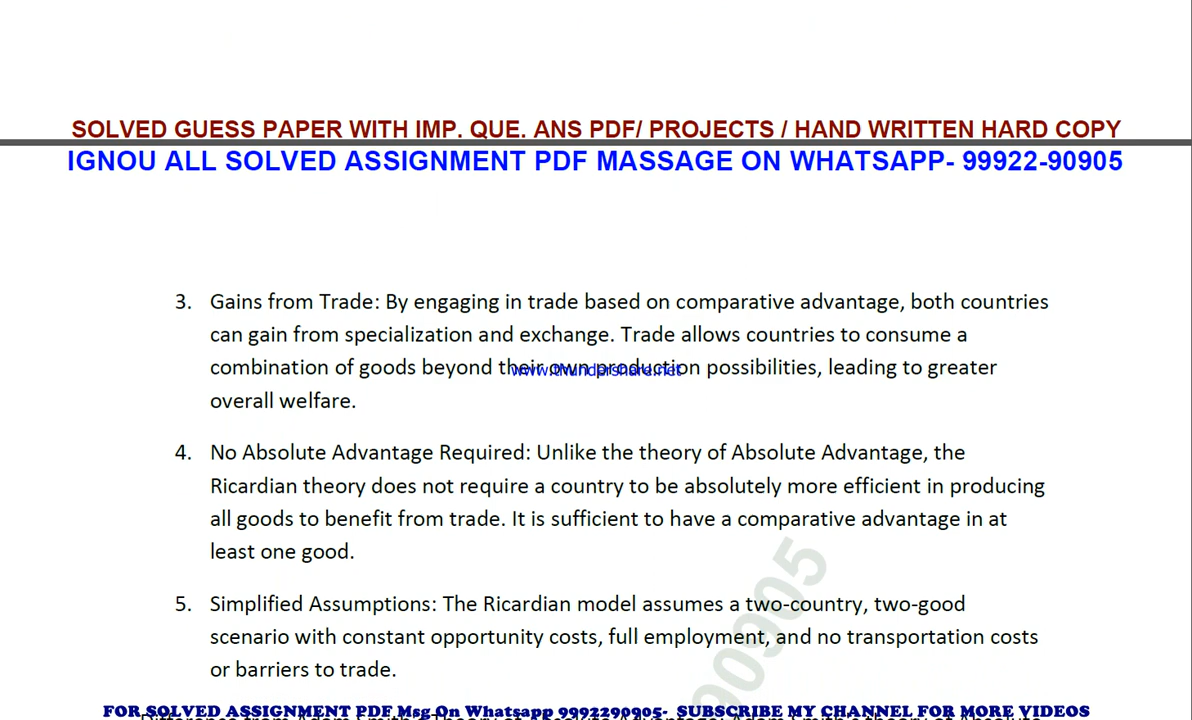 SOLVED GUESS PAPER WITH IMP. QUE. ANS PDF/ PROJECTS / HAND WRITTEN HARD COPY
IGNOU ALL SOLVED ASSIGNMENT PDF MASSAGE ON WHATSAPP- 99922-90905
3. Gains from Trade: By engaging in trade based on comparative advantage, both countries
can gain from specialization and exchange. Trade allows countries to consume a
combination of goods beyond their own production possibilities, leading to greater
www.thundershare.net
overall welfare.
4. No Absolute Advantage Required: Unlike the theory of Absolute Advantage, the
Ricardian theory does not require a country to be absolutely more efficient in producing
all goods to benefit from trade. It is sufficient to have a comparative advantage in at
least one good.
5. Simplified Assumptions: The Ricardian model assumes a two-country, two-good
scenario with constant opportunity costs, full employment, and no transportation costs
or barriers to trade.
90905
FOR SOLVED ASSIGNMENT PDF Msg On Whatsapp 9992290905- SUBSCRIBE MY CHANNEL FOR MORE VIDEOS